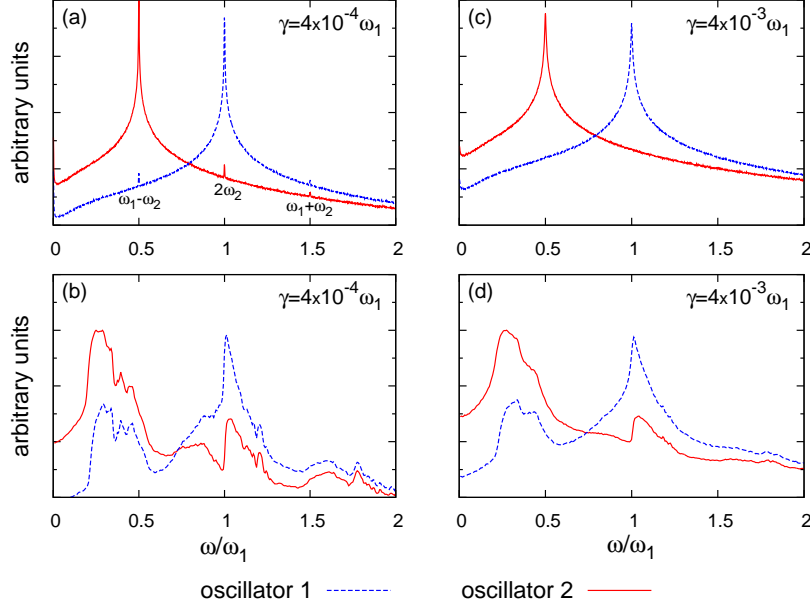 (a) γ=4x10⁻⁴ω₁
(c) γ=4x10⁻³ω₁
arbitrary units
ω₁-ω₂
2ω₂
ω₁+ω₂
0 0.5 1 1.5 2
0 0.5 1 1.5 2
(b) γ=4x10⁻⁴ω₁
(d) γ=4x10⁻³ω₁
arbitrary units
0 0.5 1 1.5 2
0 0.5 1 1.5 2
ω/ω₁
ω/ω₁
oscillator 1
oscillator 2